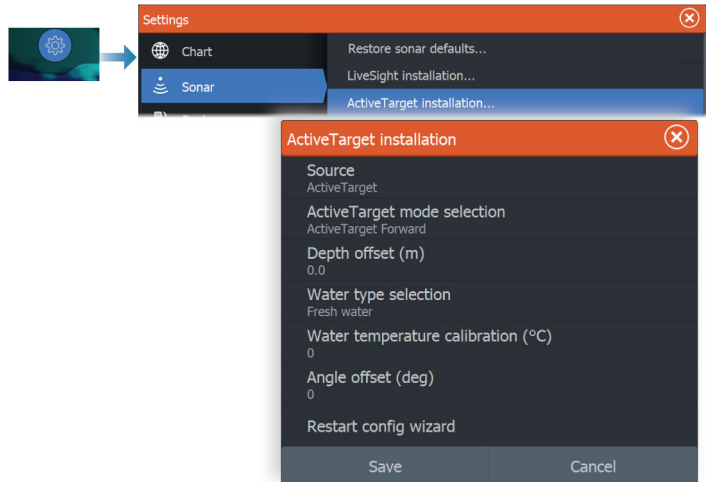 Settings
Chart
Restore sonar defaults...
LiveSight installation...
Sonar
ActiveTarget installation...
ActiveTarget installation
Source
ActiveTarget
ActiveTarget mode selection
ActiveTarget Forward
Depth offset (m)
0.0
Water type selection
Fresh water
Water temperature calibration (°C)
0
Angle offset (deg)
0
Restart config wizard
Save Cancel